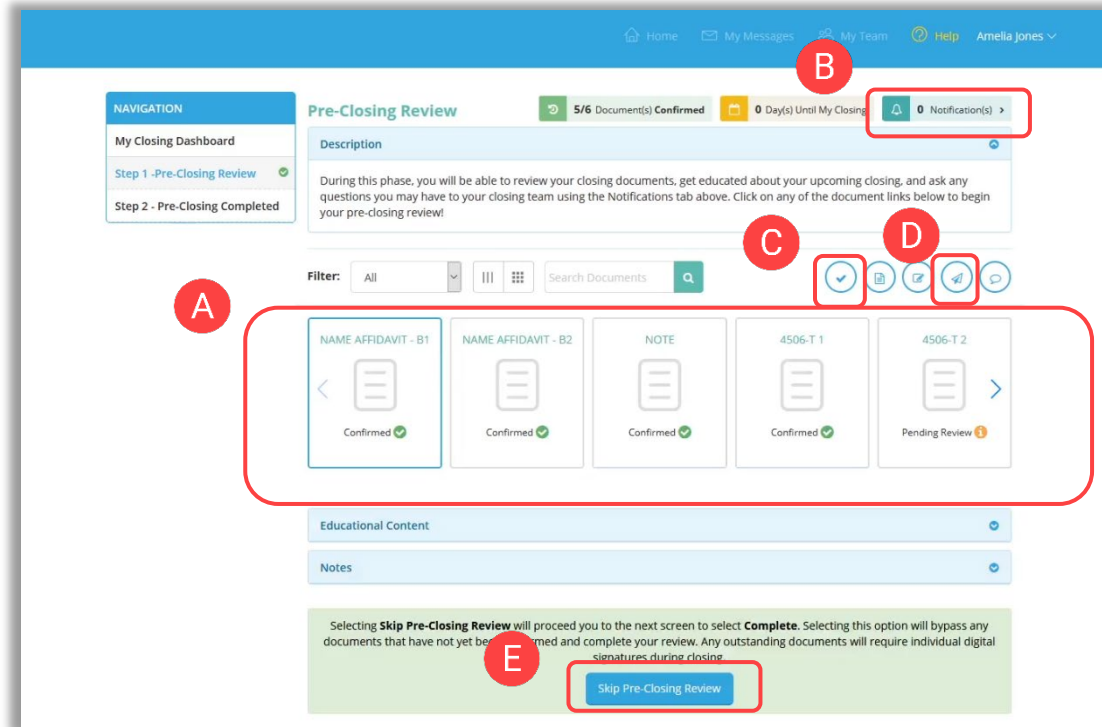 Home My Messages My Team Help Amelia Jones
B
NAVIGATION
My Closing Dashboard
Step 1 -Pre-Closing Review
Step 2 - Pre-Closing Completed
Pre-Closing Review 5/6 Document(s) Confirmed 0 Day(s) Until My Closing 0 Notification(s) >
Description
During this phase, you will be able to review your closing documents, get educated about your upcoming closing, and ask any
questions you may have to your closing team using the Notifications tab above. Click on any of the document links below to begin
your pre-closing review!
C D
Filter: All Search Documents
A
NAME AFFIDAVIT - B1 NAME AFFIDAVIT - B2 NOTE 4506-T 1 4506-T 2
Confirmed Confirmed Confirmed Confirmed Pending Review
Educational Content
Notes
Selecting Skip Pre-Closing Review will proceed you to the next screen to select Complete. Selecting this option will bypass any
documents that have not yet and complete your review. Any outstanding documents will require individual digital
signatures during closing.
E
Skip Pre-Closing Review